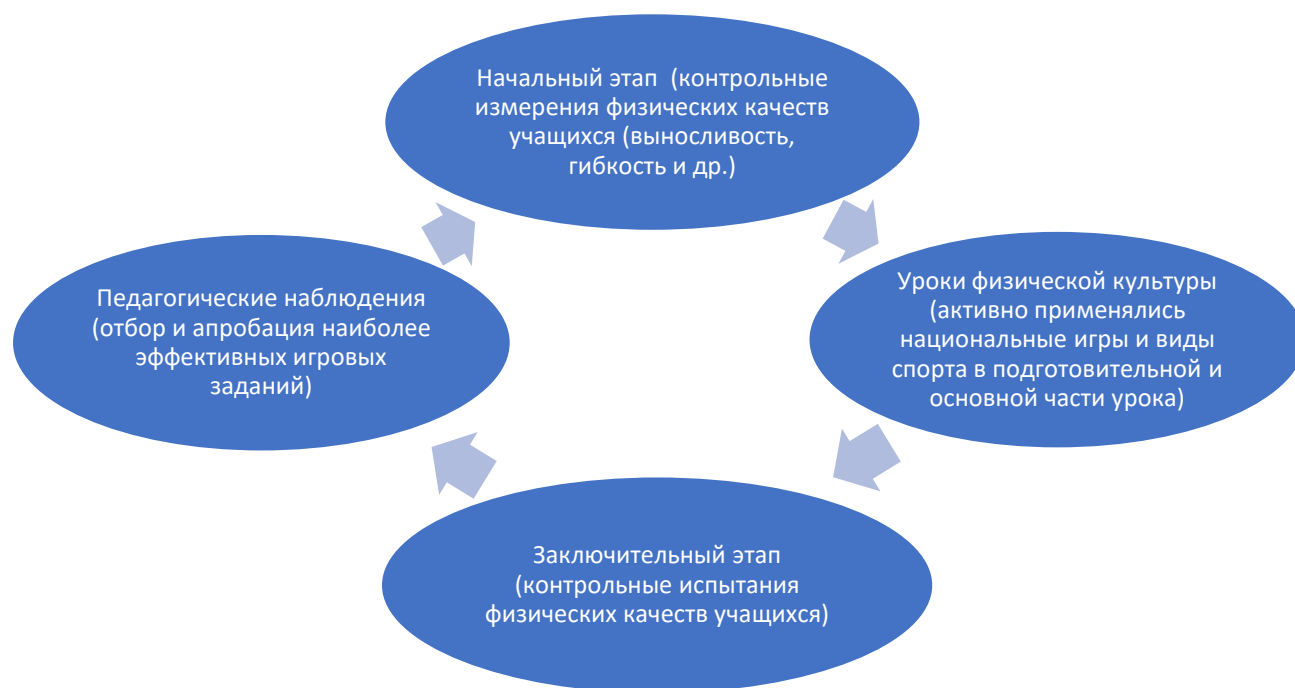 Начальный этап  (контрольные
измерения физических качеств
учащихся (выносливость,
гибкость и др.)
Уроки физической культуры
(активно применялись
национальные игры и виды
спорта в подготовительной и
основной части урока)
Заключительный этап
(контрольные испытания
физических качеств учащихся)
Педагогические наблюдения
(отбор и апробация наиболее
эффективных игровых
заданий)